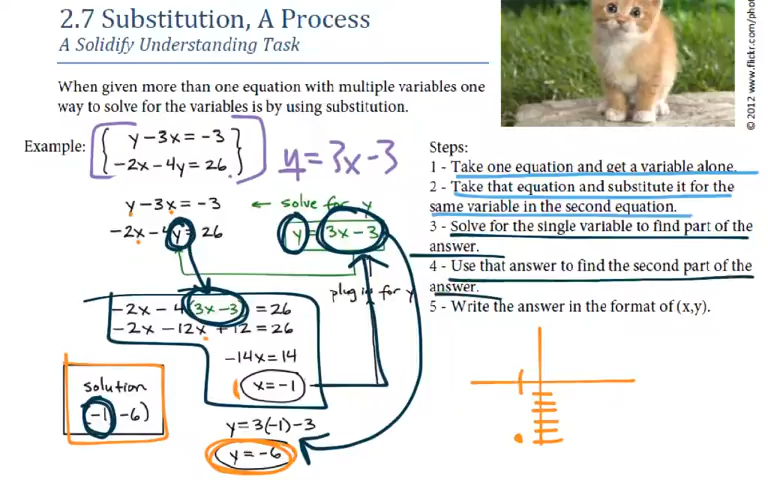 2.7 Substitution, A Process
A Solidify Understanding Task
When given more than one equation with multiple variables one
way to solve for the variables is by using substitution.
© 2012 www.flickr.com/pho
Example: { y -3x = -3 }
{ -2x -4y = 26 }
y = 3x -3
y -3x = -3 ← solve for y
-2x -4y = 26 y = 3x -3
plug in for y
-2x - 4(3x-3) = 26
-2x -12x +12 = 26
-14x = 14
x = -1
y = 3(-1) -3
y = -6
solution
(-1, -6)
Steps:
1 - Take one equation and get a variable alone.
2 - Take that equation and substitute it for the
same variable in the second equation.
3 - Solve for the single variable to find part of the
answer.
4 - Use that answer to find the second part of the
answer.
5 - Write the answer in the format of (x,y).